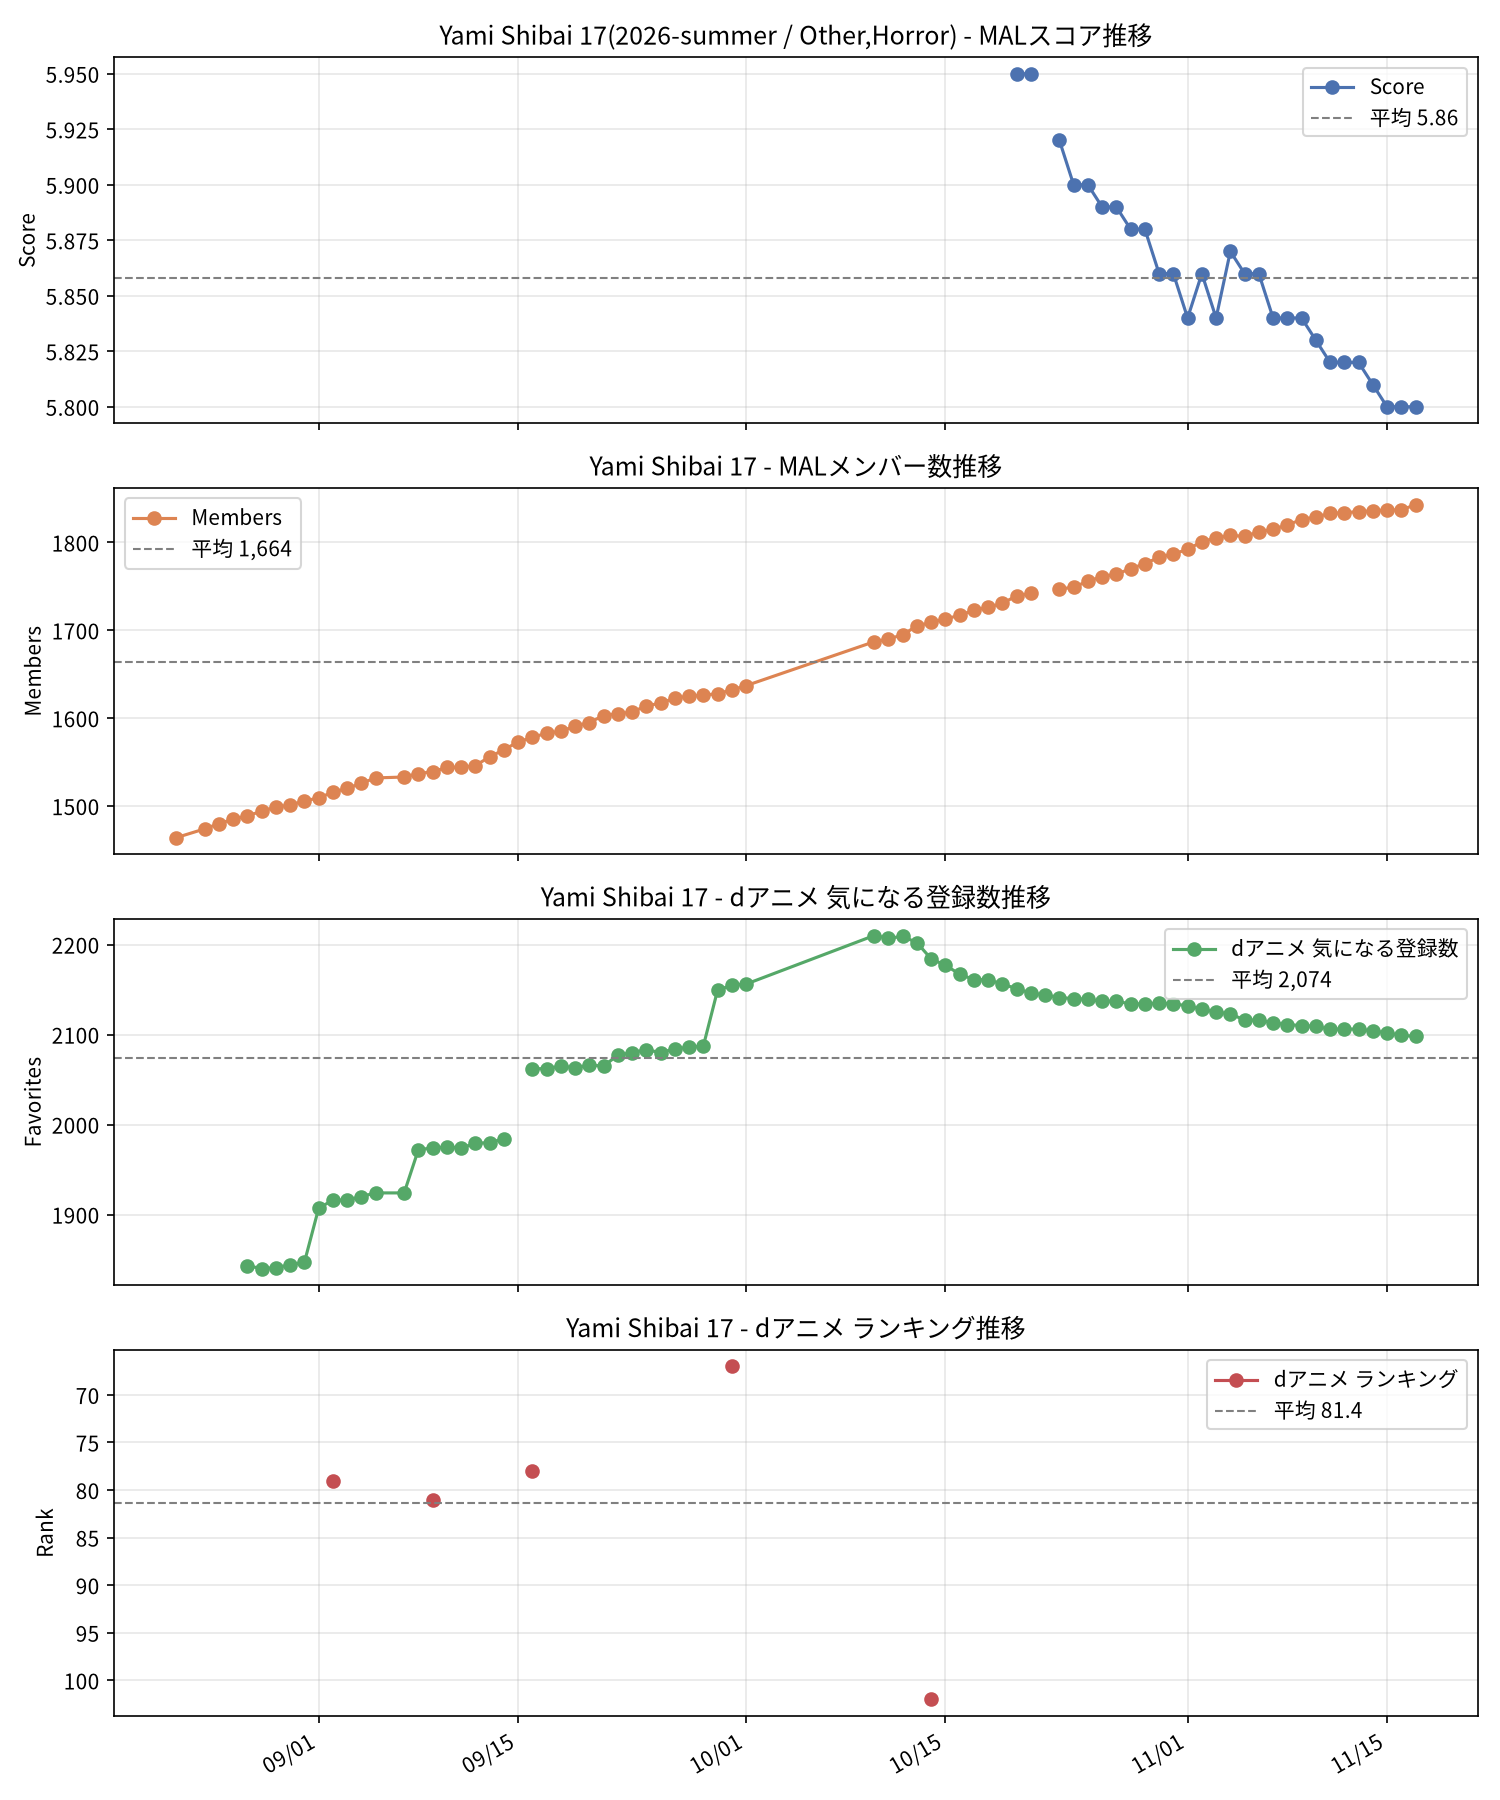 Yami Shibai 17(2026-summer / Other,Horror) - MALスコア推移
5.950
5.925
5.900
5.875
5.850
5.825
5.800
Score
Score
平均 5.86
Yami Shibai 17 - MALメンバー数推移
1800
1700
1600
1500
Members
Members
平均 1,664
Yami Shibai 17 - dアニメ 気になる登録数推移
2200
2100
2000
1900
Favorites
dアニメ 気になる登録数
平均 2,074
Yami Shibai 17 - dアニメ ランキング推移
70
75
80
85
90
95
100
Rank
dアニメ ランキング
平均 81.4
09/01
09/15
10/01
10/15
11/01
11/15